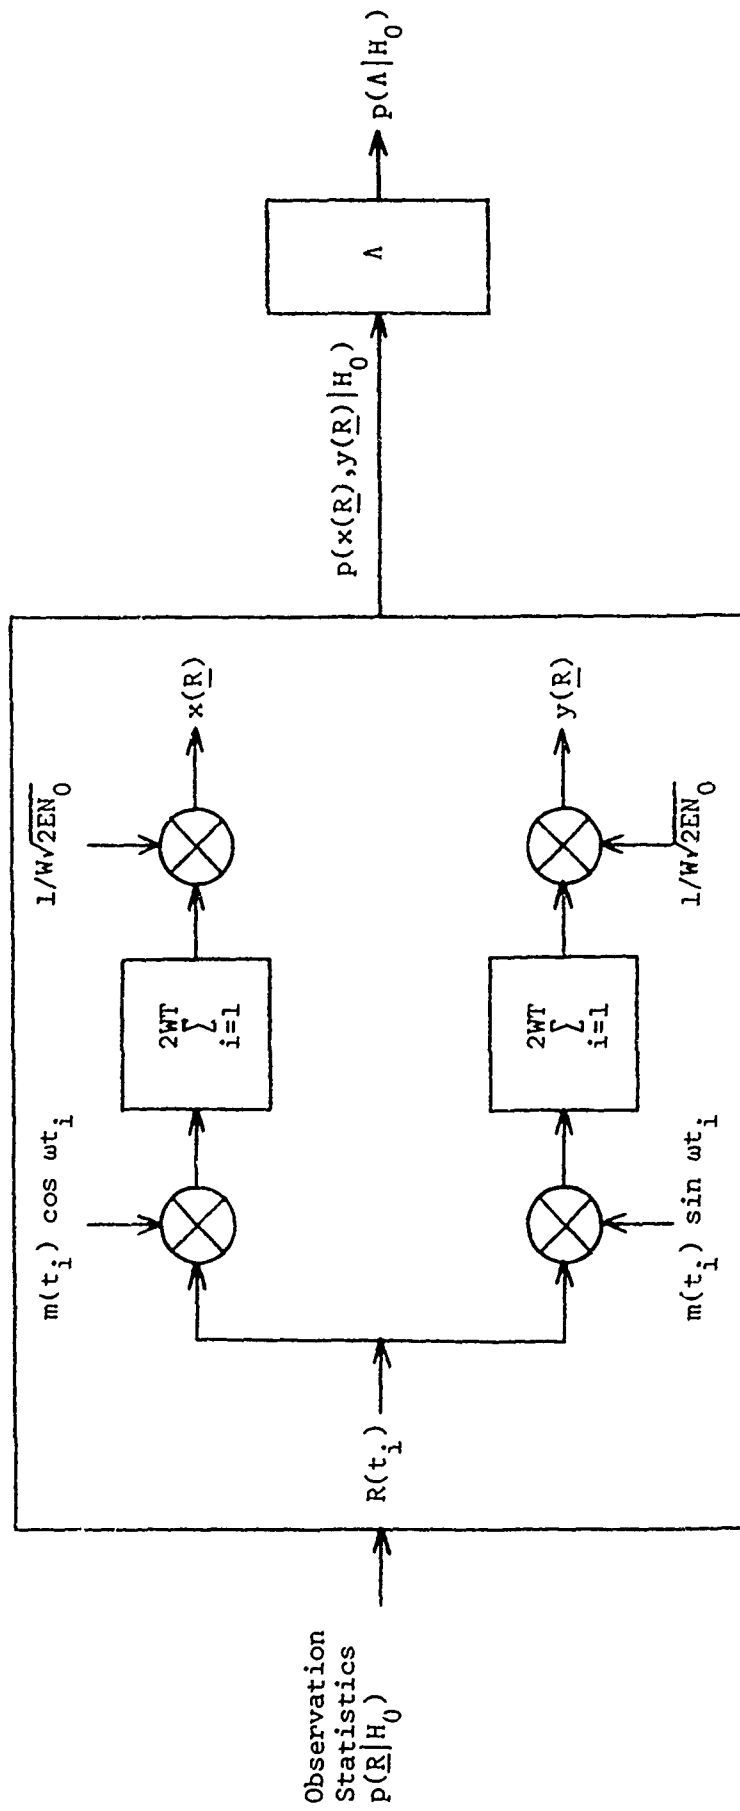 Observation
Statistics
p(R|H₀)
R(tᵢ)
m(tᵢ) cos ωtᵢ
2WT
∑
i=1
1/W√2EN₀
x(R)
m(tᵢ) sin ωtᵢ
2WT
∑
i=1
1/W√2EN₀
y(R)
p(x(R),y(R)|H₀)
Λ
p(Λ|H₀)